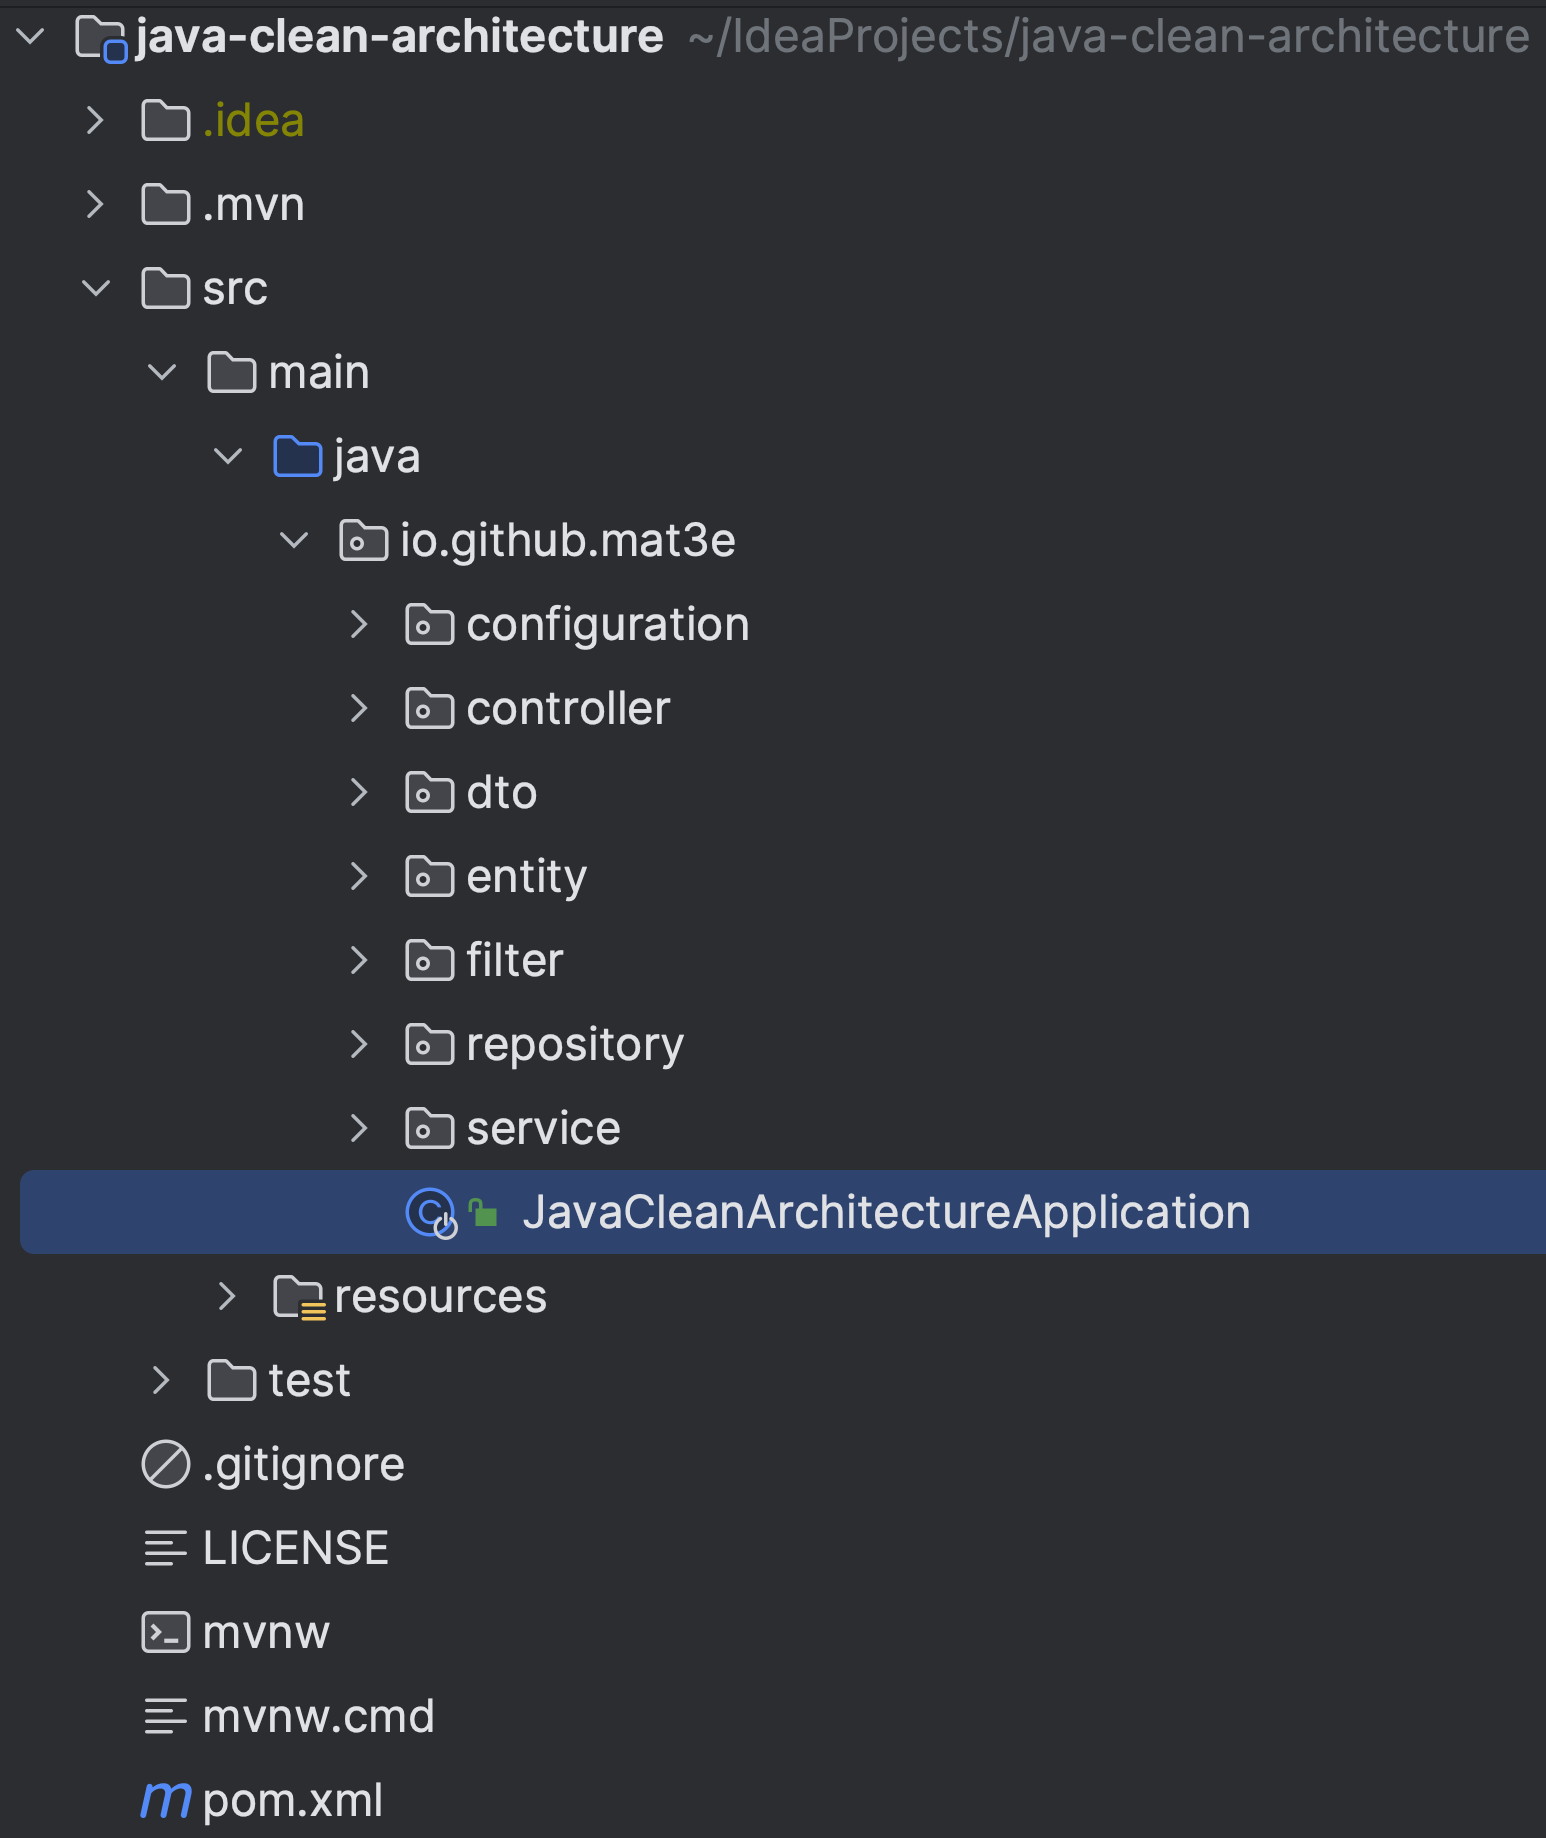 java-clean-architecture ~/IdeaProjects/java-clean-architecture
.idea
.mvn
src
main
java
io.github.mat3e
configuration
controller
dto
entity
filter
repository
service
JavaCleanArchitectureApplication
resources
test
.gitignore
LICENSE
mvnw
mvnw.cmd
pom.xml